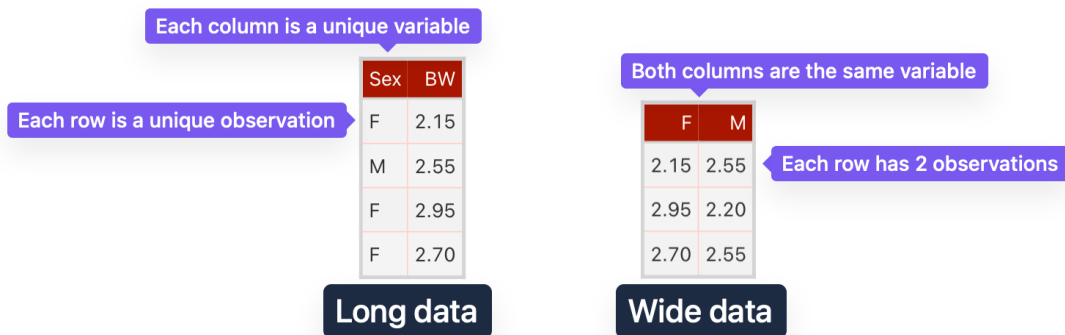 Each column is a unique variable
Sex BW
Each row is a unique observation
F 2.15
M 2.55
F 2.95
F 2.70
Long data
Both columns are the same variable
F M
2.15 2.55
Each row has 2 observations
2.95 2.20
2.70 2.55
Wide data